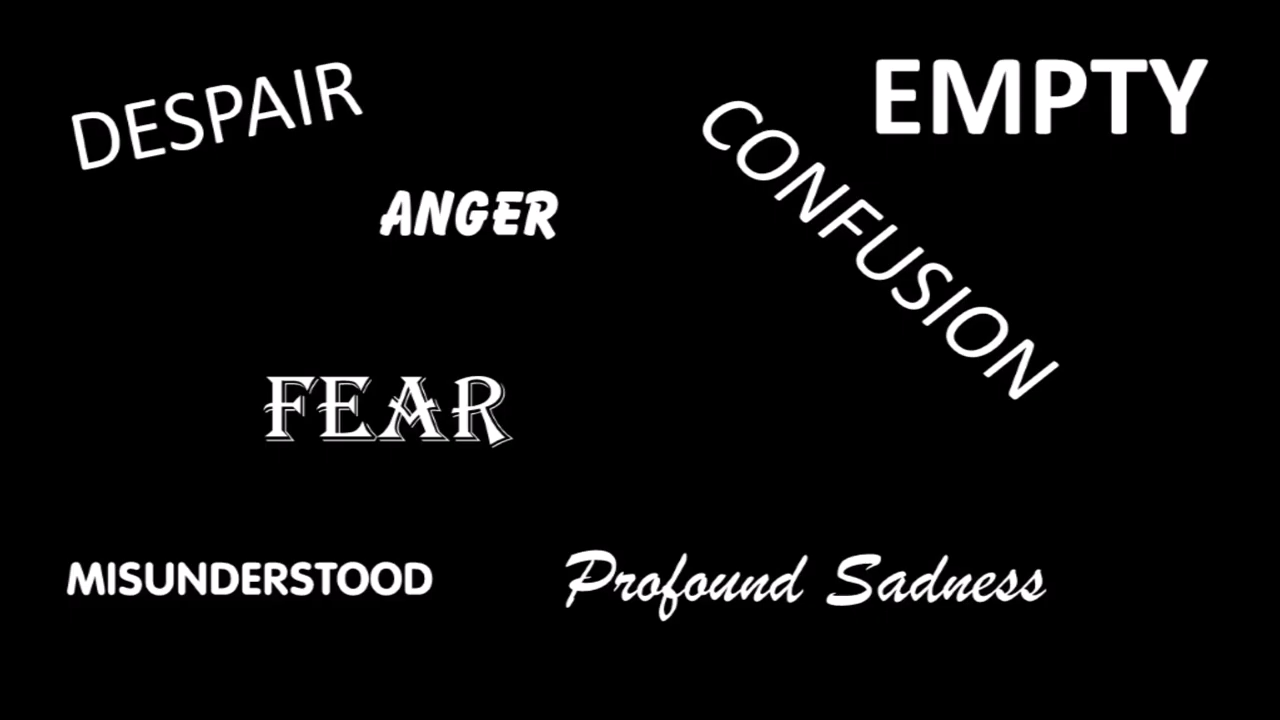 DESPAIR
EMPTY
CONFUSION
ANGER
FEAR
MISUNDERSTOOD
Profound Sadness